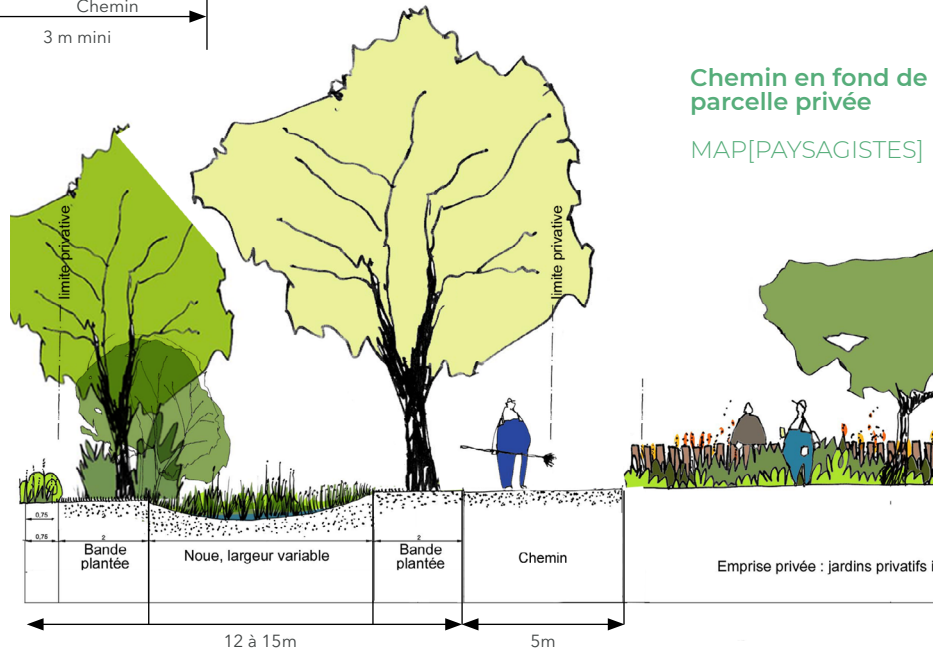 Chemin
3 m mini
Chemin en fond de
parcelle privée
MAP[PAYSAGISTES]
limite privative
limite privative
0,75
0,75
2
Bande
plantée
Noue, largeur variable
2
Bande
plantée
Chemin
Emprise privée : jardins privatifs i
12 à 15m
5m